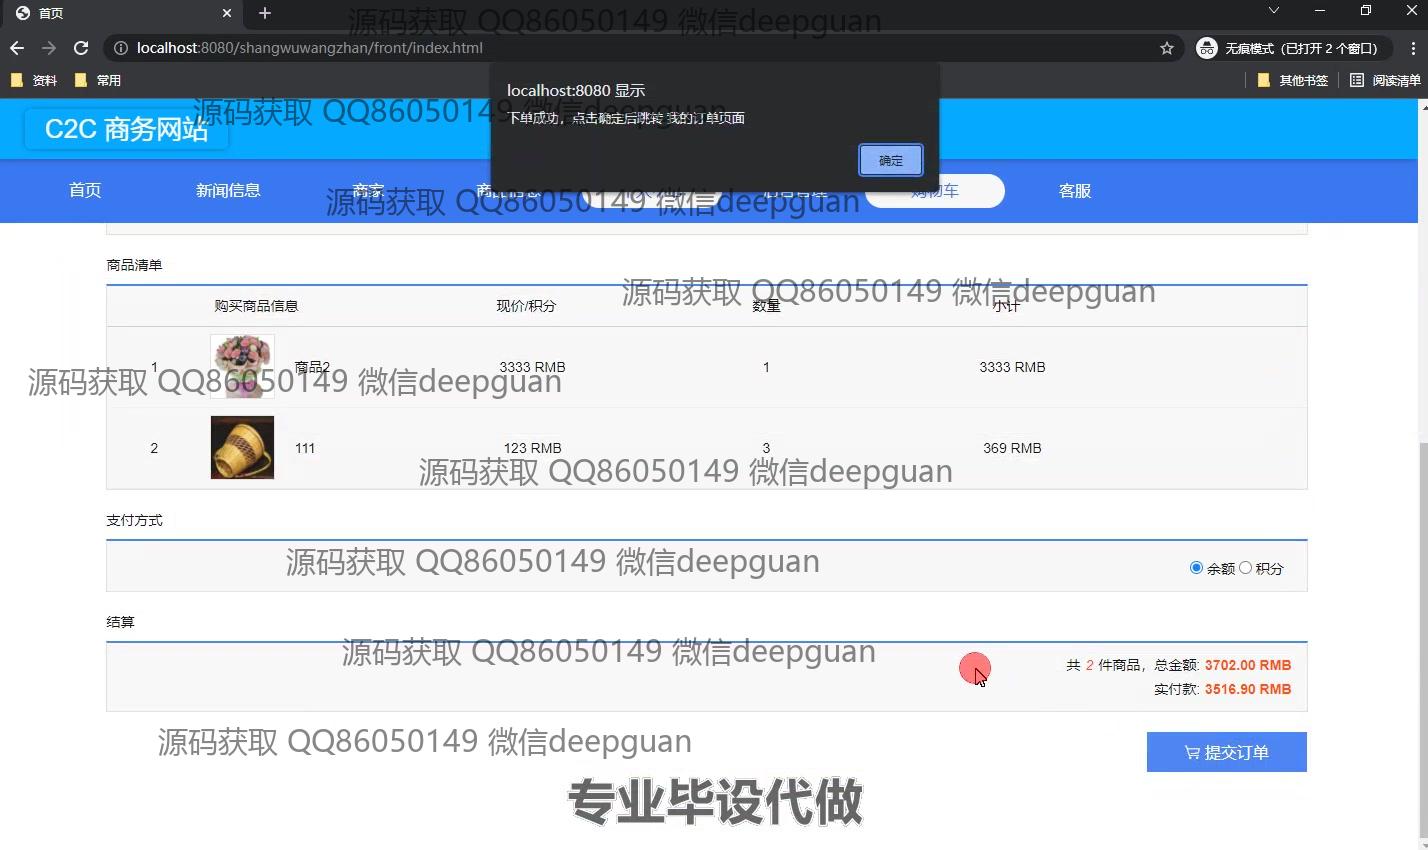 首页
源码获取 QQ86050149 微信deepguan
localhost:8080/shangwuwangzhan/front/index.html
无痕模式（已打开 2 个窗口）
资料
常用
其他书签
阅读清单
localhost:8080 显示
源码获取 QQ86050149 微信deepguan
下单成功，点击确定后跳转 我的订单页面
C2C 商务网站
确定
首页
新闻信息
商家
商品信息
后台管理
购物车
客服
源码获取 QQ86050149 微信deepguan
商品清单
源码获取 QQ86050149 微信deepguan
购买商品信息
现价/积分
数量
小计
1
商品2
3333 RMB
1
3333 RMB
源码获取 QQ86050149 微信deepguan
2
111
123 RMB
3
369 RMB
源码获取 QQ86050149 微信deepguan
支付方式
源码获取 QQ86050149 微信deepguan
余额
积分
结算
源码获取 QQ86050149 微信deepguan
共 2 件商品，总金额: 3702.00 RMB
实付款: 3516.90 RMB
源码获取 QQ86050149 微信deepguan
提交订单
专业毕设代做